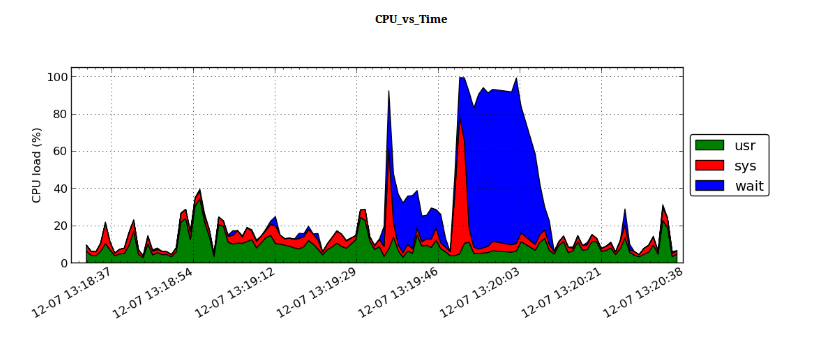 CPU_vs_Time
100
80
60
40
20
0
CPU load (%)
usr
sys
wait
12-07 13:18:37
12-07 13:18:54
12-07 13:19:12
12-07 13:19:29
12-07 13:19:46
12-07 13:20:03
12-07 13:20:21
12-07 13:20:38